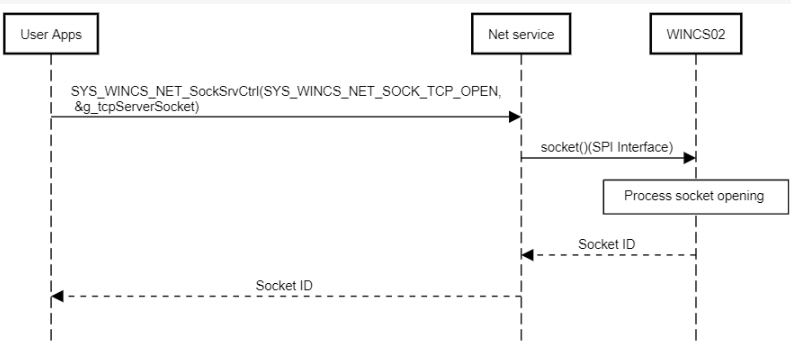 User Apps
Net service
WINCS02
SYS_WINCS_NET_SockSrvCtrl(SYS_WINCS_NET_SOCK_TCP_OPEN,
&g_tcpServerSocket)
socket()(SPI Interface)
Process socket opening
Socket ID
Socket ID